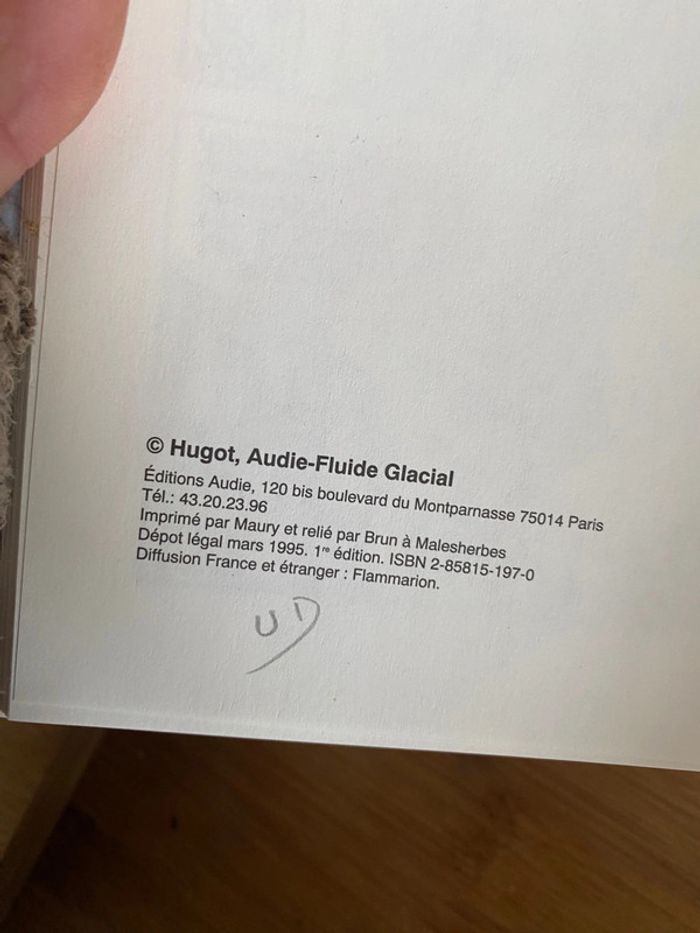 © Hugot, Audie-Fluide Glacial
Éditions Audie, 120 bis boulevard du Montparnasse 75014 Paris
Tél.: 43.20.23.96
Imprimé par Maury et relié par Brun à Malesherbes
Dépot légal mars 1995. 1re édition. ISBN 2-85815-197-0
Diffusion France et étranger : Flammarion.